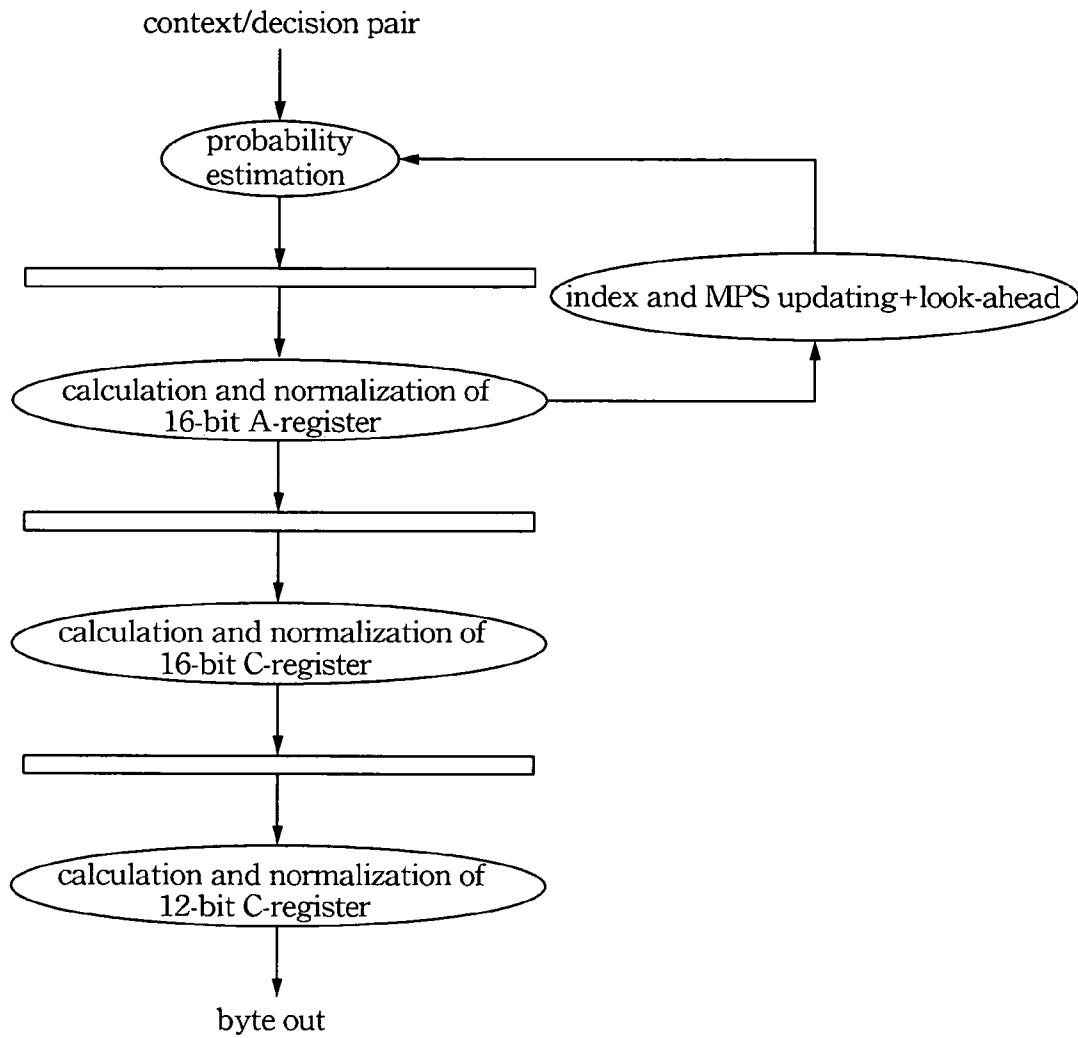 context/decision pair
probability
estimation
index and MPS updating+look-ahead
calculation and normalization of
16-bit A-register
calculation and normalization of
16-bit C-register
calculation and normalization of
12-bit C-register
byte out